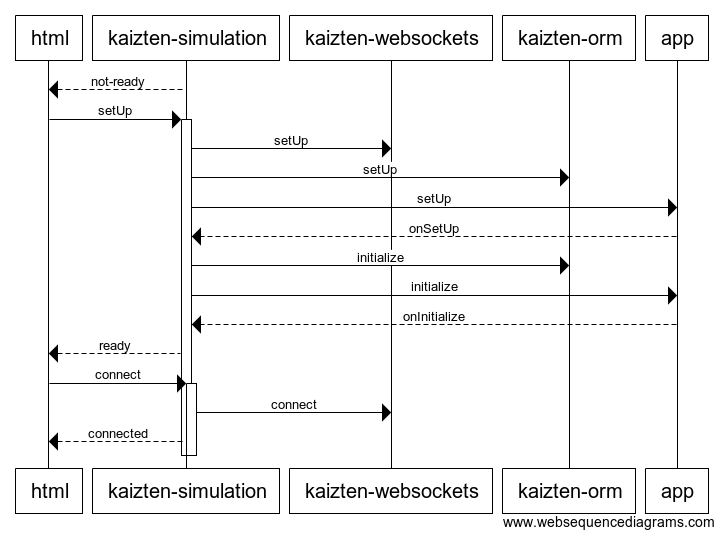 html kaizten-simulation kaizten-websockets kaizten-orm app
not-ready
setUp
setUp
setUp
setUp
onSetUp
initialize
initialize
onInitialize
ready
connect
connect
connected
html kaizten-simulation kaizten-websockets kaizten-orm app
www.websequencediagrams.com